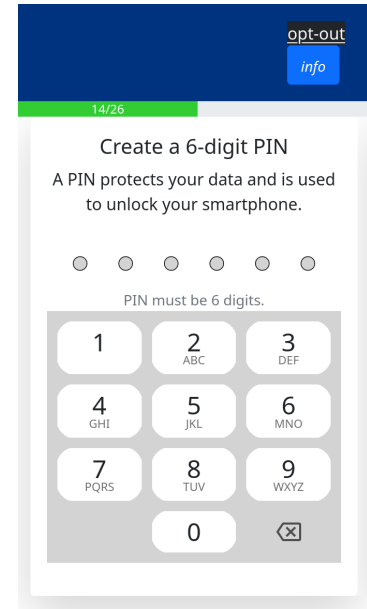 opt-out
info
14/26
Create a 6-digit PIN
A PIN protects your data and is used
to unlock your smartphone.
PIN must be 6 digits.
1 2 3
ABC DEF
4 5 6
GHI JKL MNO
7 8 9
PQRS TUV WXYZ
0